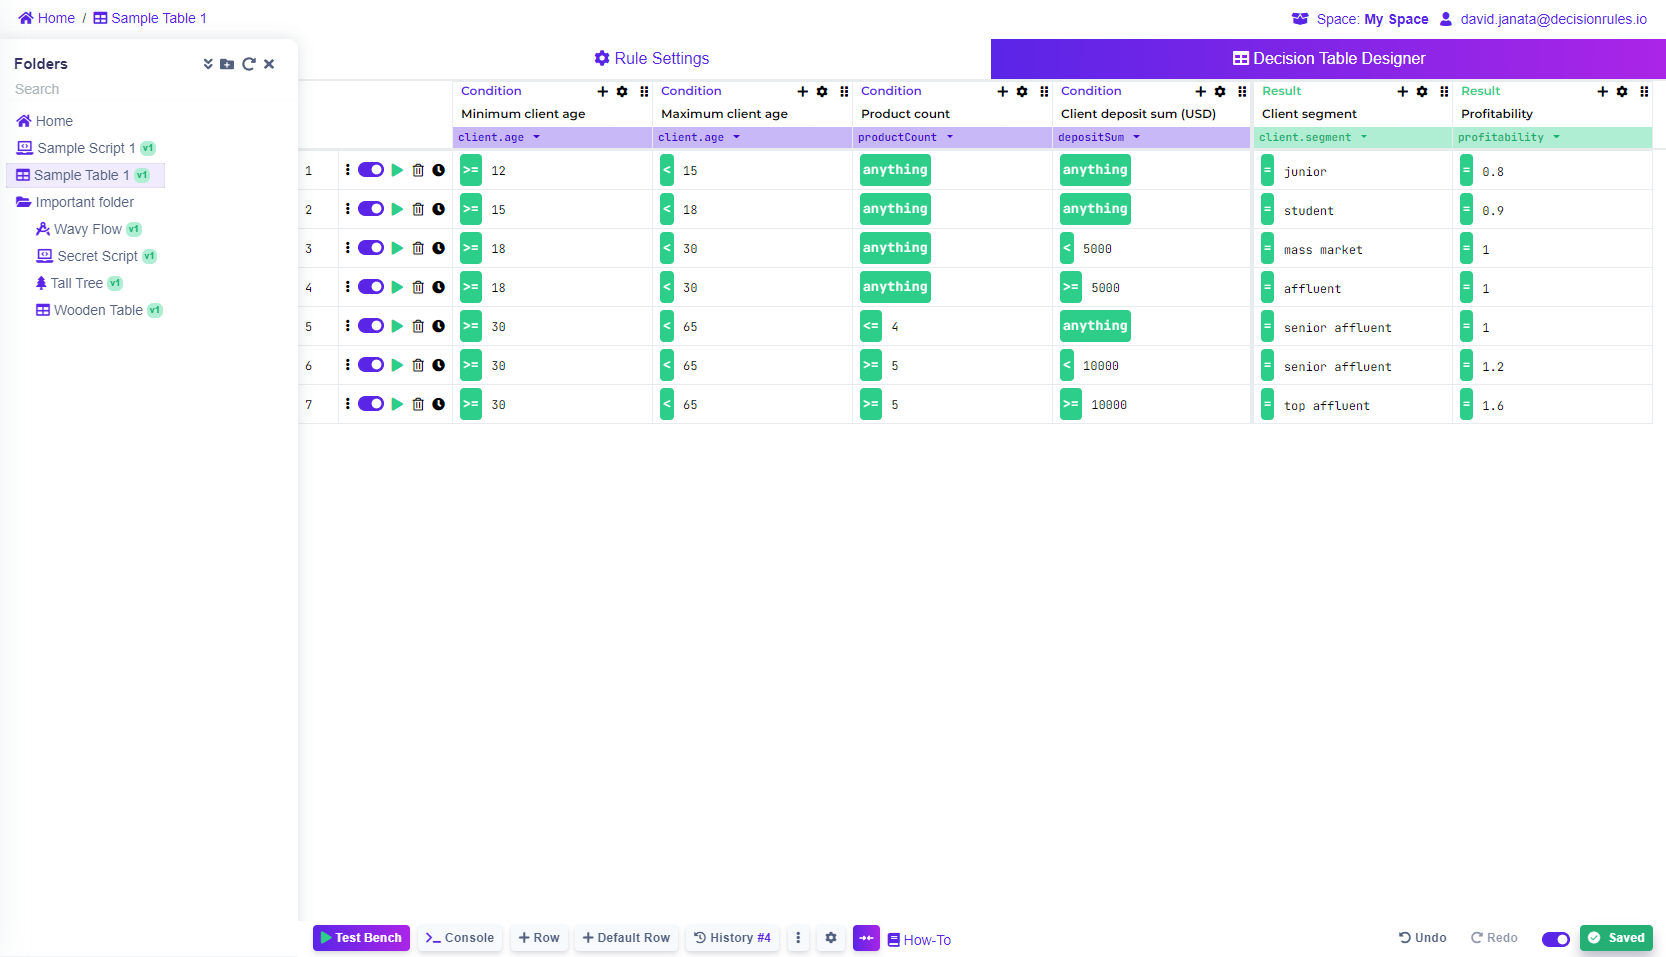 Home / Sample Table 1
Space: My Space david.janata@decisionrules.io
Folders
Search
Home
Sample Script 1 v1
Sample Table 1 v1
Important folder
Wavy Flow v1
Secret Script v1
Tall Tree v1
Wooden Table v1
Rule Settings
Decision Table Designer
Condition Condition Condition Condition Result Result
Minimum client age Maximum client age Product count Client deposit sum (USD) Client segment Profitability
client.age client.age productCount depositSum client.segment profitability
1 >= 12 < 15 anything anything = junior = 0.8
2 >= 15 < 18 anything anything = student = 0.9
3 >= 18 < 30 anything < 5000 = mass market = 1
4 >= 18 < 30 anything >= 5000 = affluent = 1
5 >= 30 < 65 <= 4 anything = senior affluent = 1
6 >= 30 < 65 >= 5 < 10000 = senior affluent = 1.2
7 >= 30 < 65 >= 5 >= 10000 = top affluent = 1.6
Test Bench Console + Row + Default Row History #4 How-To Undo Redo Saved